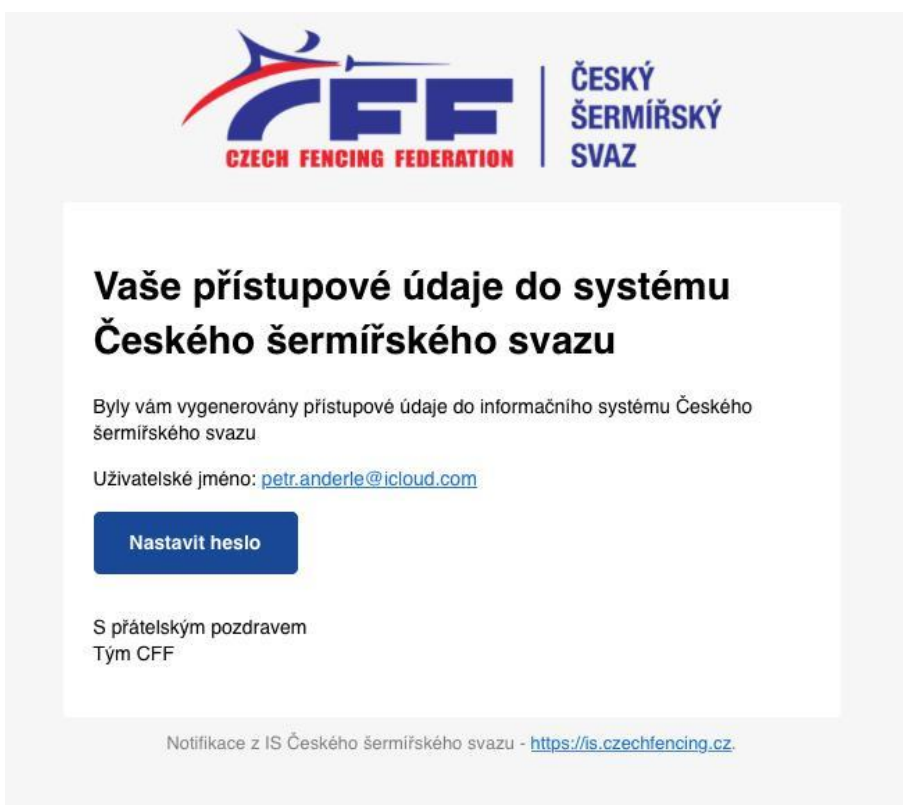 CFF
ČESKÝ
ŠERMÍŘSKÝ
SVAZ
CZECH FENCING FEDERATION
Vaše přístupové údaje do systému
Českého šermířského svazu
Byly vám vygenerovány přístupové údaje do informačního systému Českého
šermířského svazu
Uživatelské jméno: petr.anderle@icloud.com
Nastavit heslo
S přátelským pozdravem
Tým CFF
Notifikace z IS Českého šermířského svazu - https://is.czechfencing.cz.